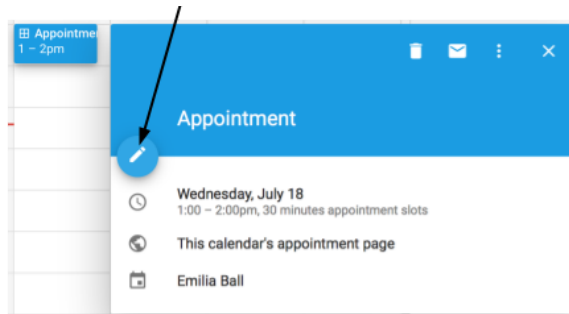 Appointme
1 – 2pm
Appointment
Wednesday, July 18
1:00 – 2:00pm, 30 minutes appointment slots
This calendar's appointment page
Emilia Ball